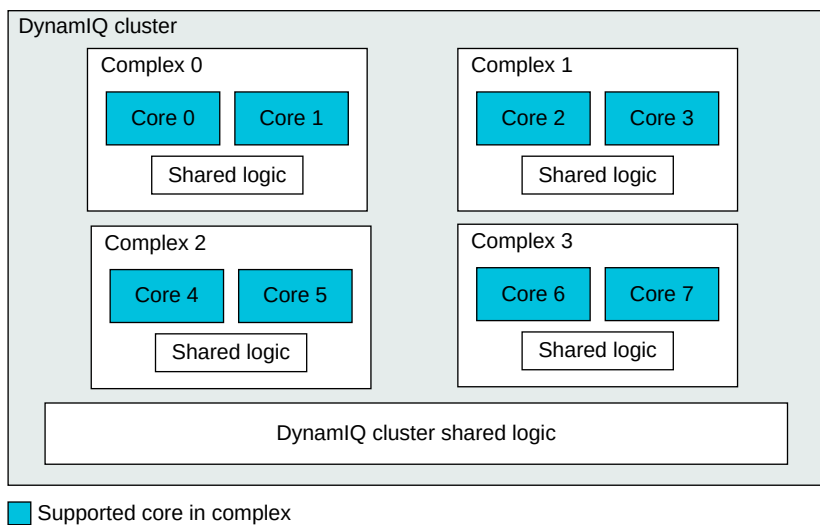 DynamIQ cluster
Complex 0
Core 0
Core 1
Shared logic
Complex 1
Core 2
Core 3
Shared logic
Complex 2
Core 4
Core 5
Shared logic
Complex 3
Core 6
Core 7
Shared logic
DynamIQ cluster shared logic
Supported core in complex